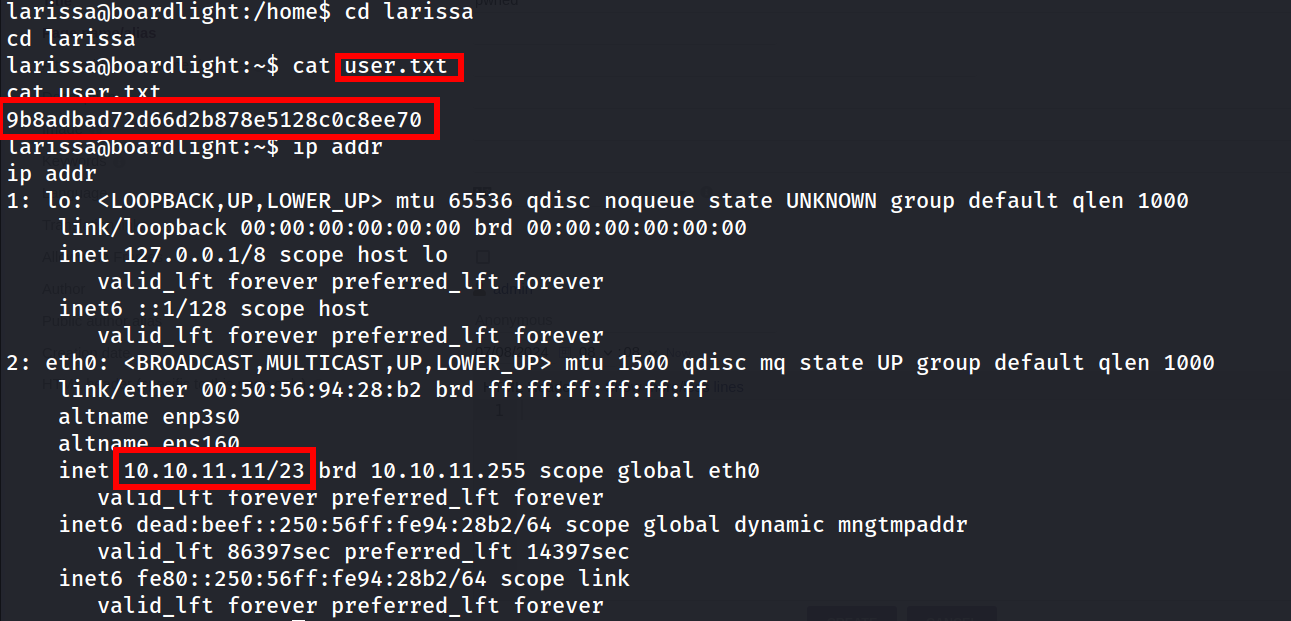 larissa@boardlight:/home$ cd larissa
cd larissa
larissa@boardlight:~$ cat user.txt
cat user.txt
9b8adbad72d66d2b878e5128c0c8ee70
larissa@boardlight:~$ ip addr
ip addr
1: lo: <LOOPBACK,UP,LOWER_UP> mtu 65536 qdisc noqueue state UNKNOWN group default qlen 1000
    link/loopback 00:00:00:00:00:00 brd 00:00:00:00:00:00
    inet 127.0.0.1/8 scope host lo
       valid_lft forever preferred_lft forever
    inet6 ::1/128 scope host
       valid_lft forever preferred_lft forever
2: eth0: <BROADCAST,MULTICAST,UP,LOWER_UP> mtu 1500 qdisc mq state UP group default qlen 1000
    link/ether 00:50:56:94:28:b2 brd ff:ff:ff:ff:ff:ff
    altname enp3s0
    altname ens160
    inet 10.10.11.11/23 brd 10.10.11.255 scope global eth0
       valid_lft forever preferred_lft forever
    inet6 dead:beef::250:56ff:fe94:28b2/64 scope global dynamic mngtmpaddr
       valid_lft 86397sec preferred_lft 14397sec
    inet6 fe80::250:56ff:fe94:28b2/64 scope link
       valid_lft forever preferred_lft forever